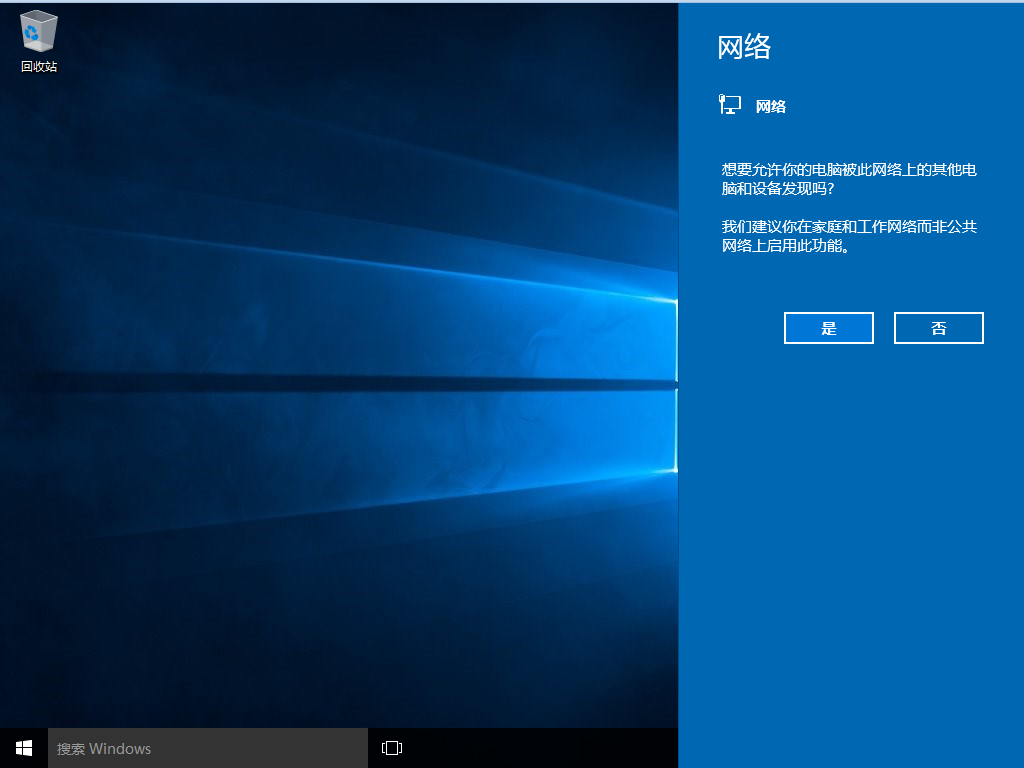 回收站
网络
网络
想要允许你的电脑被此网络上的其他电
脑和设备发现吗?
我们建议你在家庭和工作网络而非公共
网络上启用此功能。
是
否
搜索 Windows